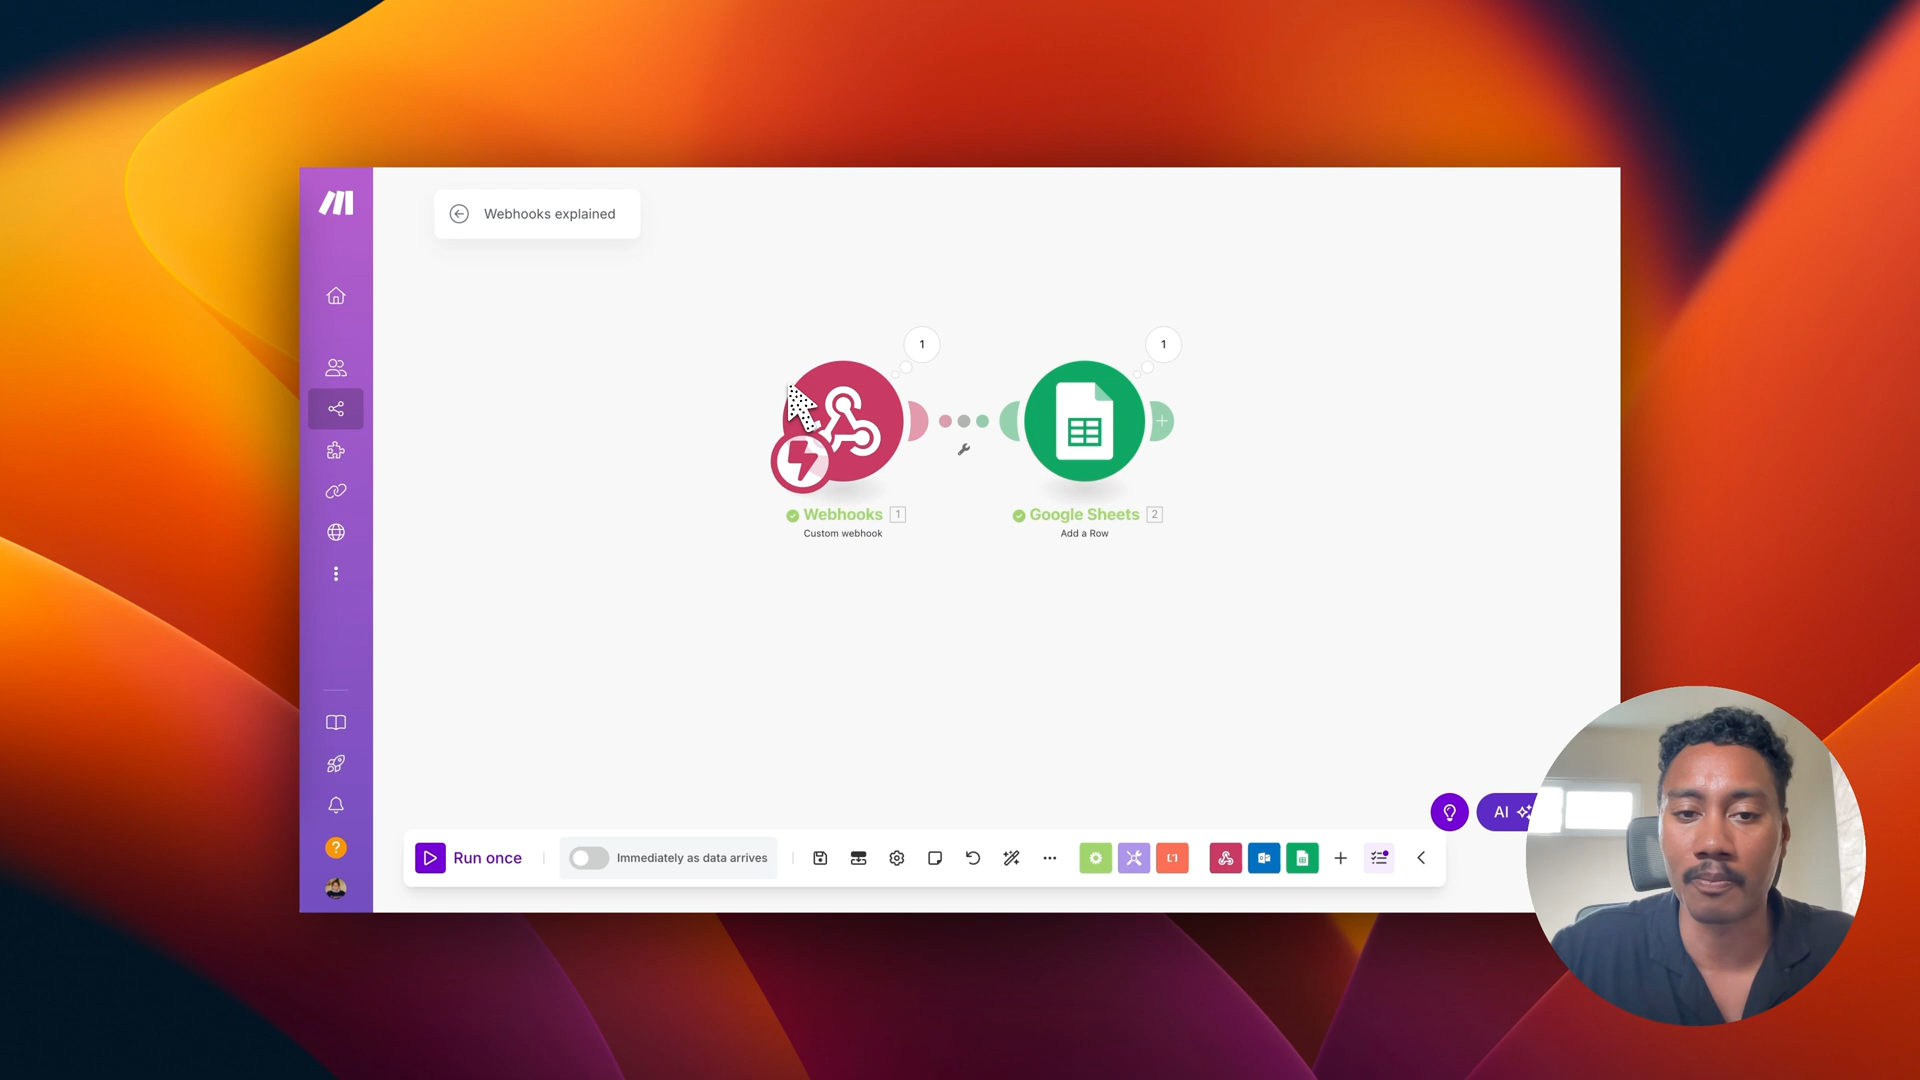 Webhooks explained
1
1
Webhooks 1
Custom webhook
Google Sheets 2
Add a Row
AI
?
Run once
Immediately as data arrives